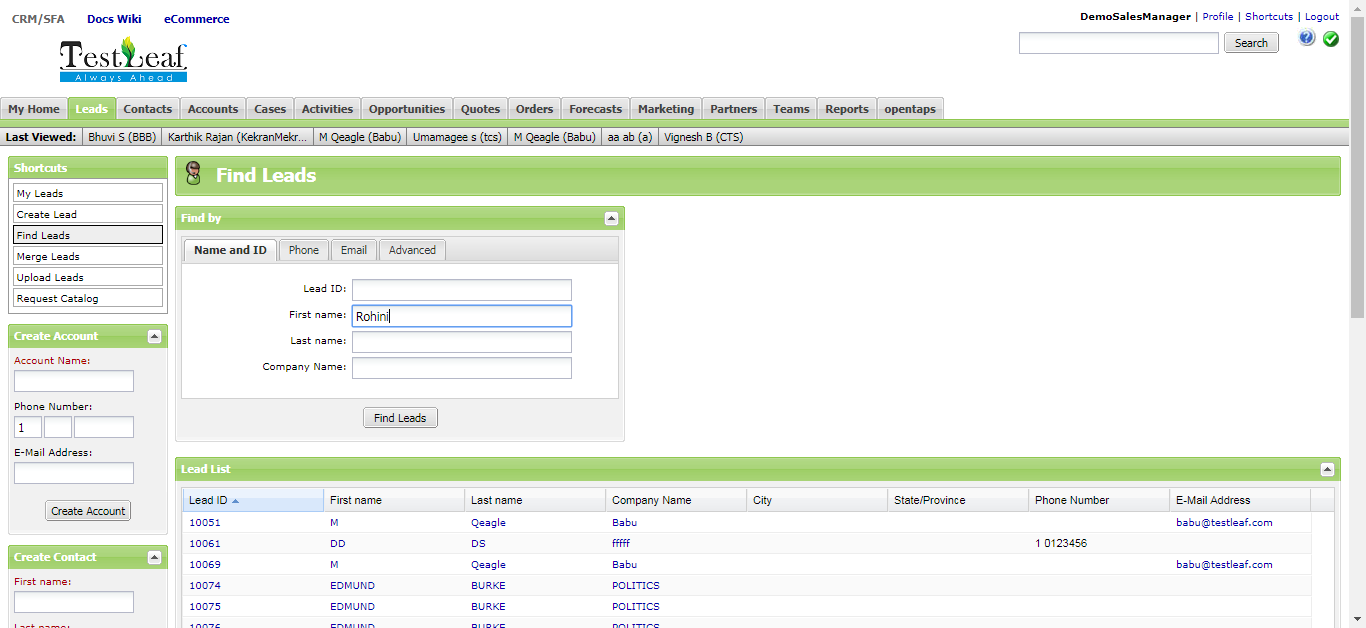 CRM/SFA Docs Wiki eCommerce
DemoSalesManager | Profile | Shortcuts | Logout
TestLeaf
Always Ahead
Search
My Home Leads Contacts Accounts Cases Activities Opportunities Quotes Orders Forecasts Marketing Partners Teams Reports opentaps
Last Viewed: Bhuvi S (BBB) Karthik Rajan (KekranMekr... M Qeagle (Babu) Umamagee s (tcs) M Qeagle (Babu) aa ab (a) Vignesh B (CTS)
Shortcuts
My Leads
Create Lead
Find Leads
Merge Leads
Upload Leads
Request Catalog
Create Account
Account Name:
Phone Number:
1
E-Mail Address:
Create Account
Create Contact
First name:
Last name:
Find Leads
Find by
Name and ID Phone Email Advanced
Lead ID:
First name: Rohini
Last name:
Company Name:
Find Leads
Lead List
Lead ID First name Last name Company Name City State/Province Phone Number E-Mail Address
10051 M Qeagle Babu babu@testleaf.com
10061 DD DS fffff 1 0123456
10069 M Qeagle Babu babu@testleaf.com
10074 EDMUND BURKE POLITICS
10075 EDMUND BURKE POLITICS
10076 EDMUND BURKE POLITICS